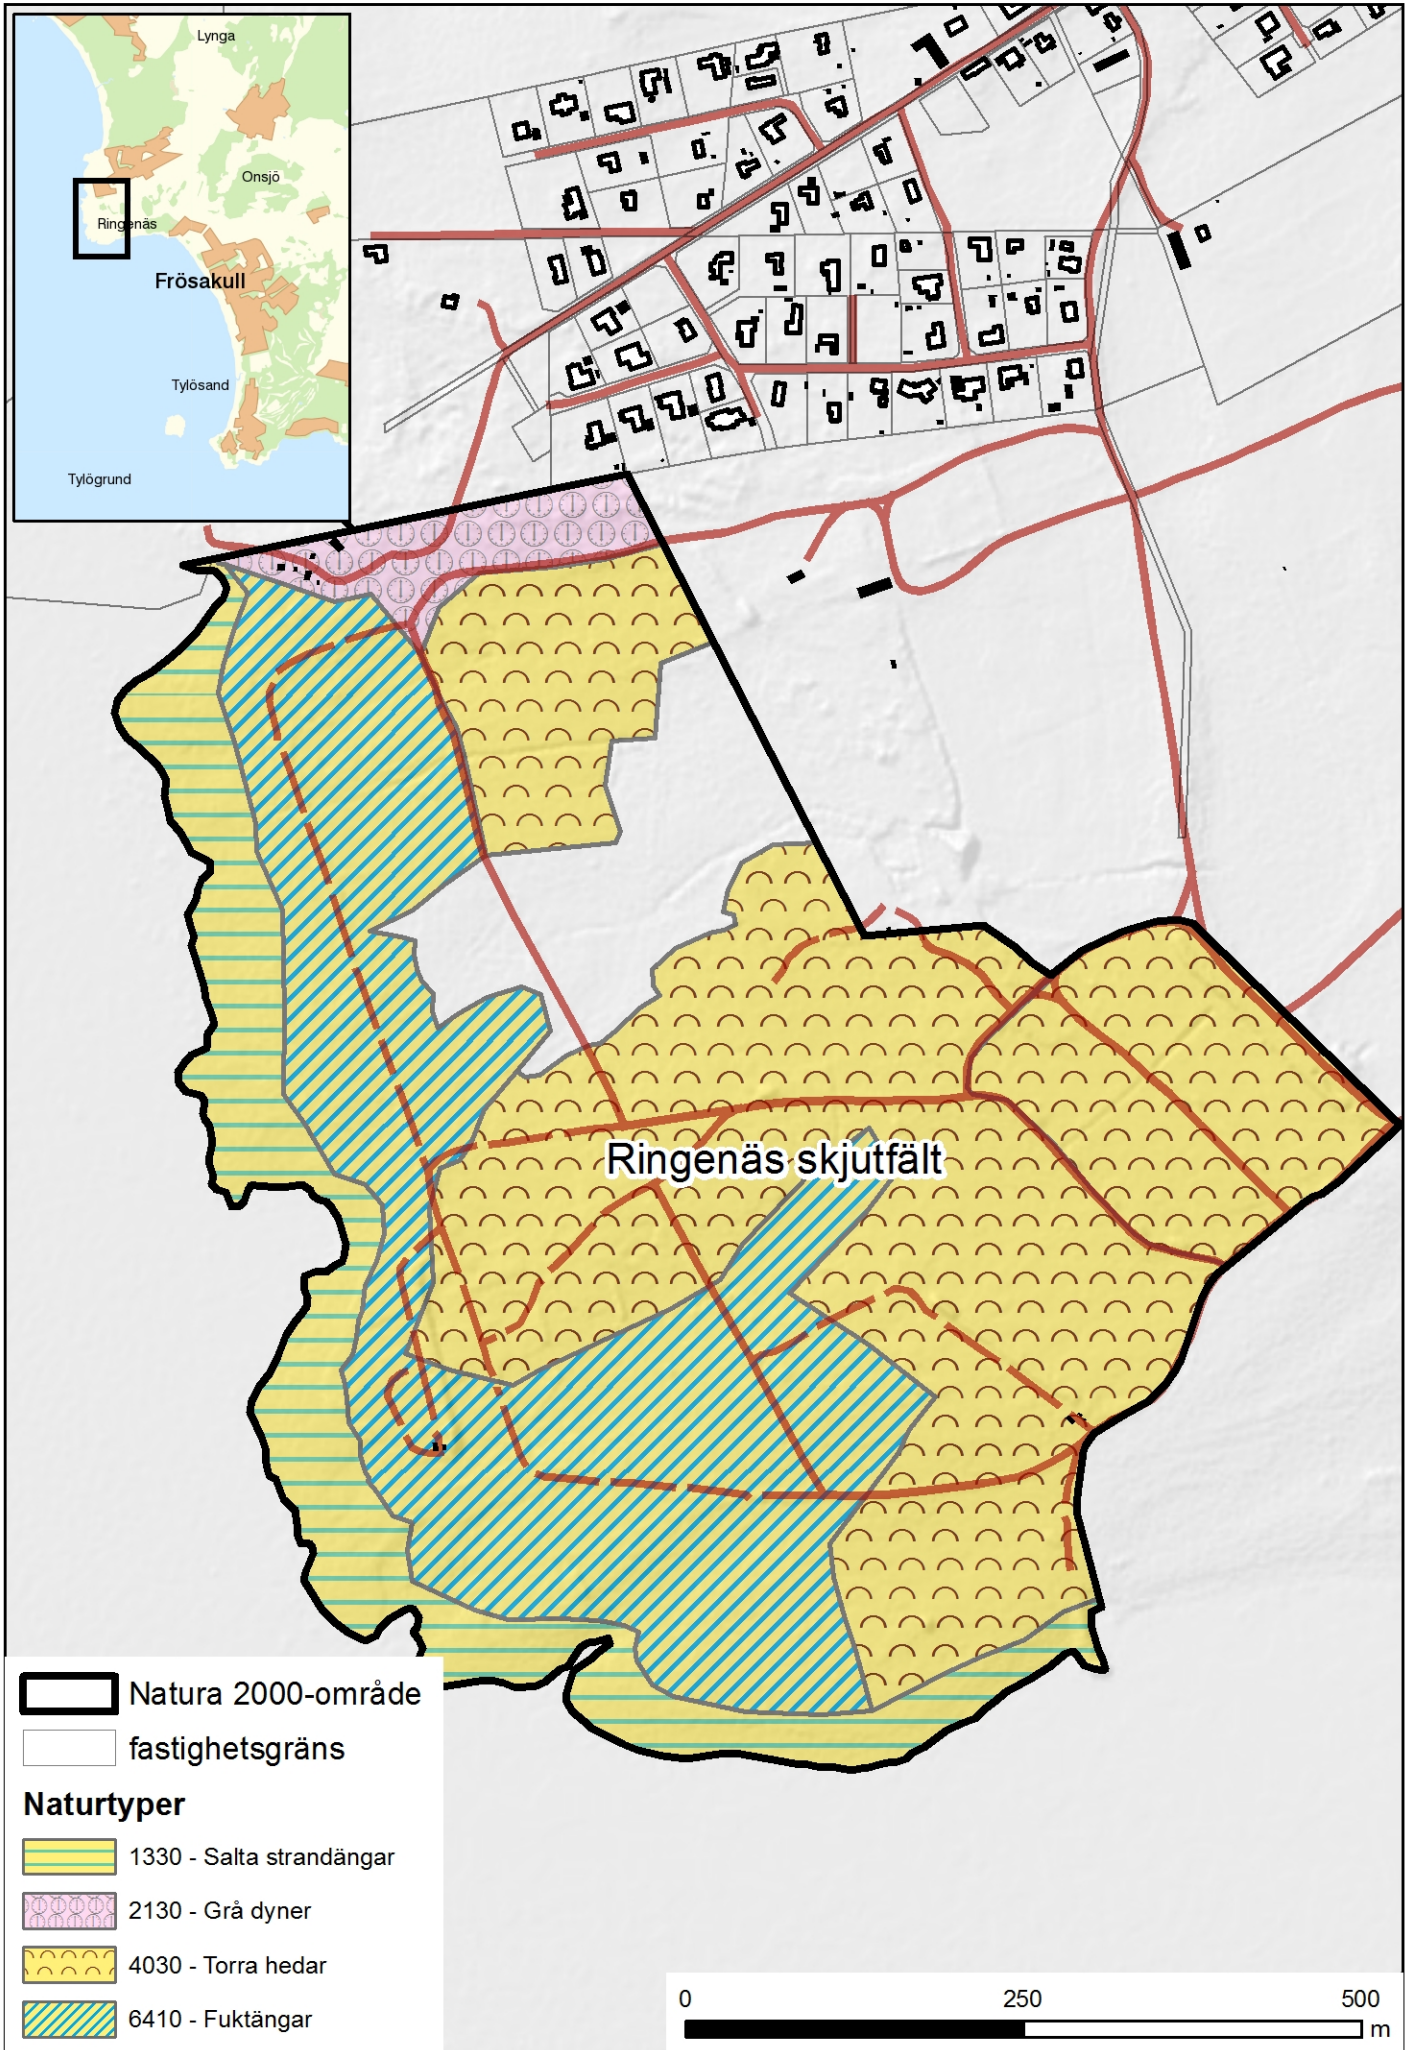 Lynga
Onsjö
Ringenäs
Frösakull
Tylösand
Tylögrund
Ringenäs skjutfält
Natura 2000-område
fastighetsgräns
Naturtyper
1330 - Salta strandängar
2130 - Grå dyner
4030 - Torra hedar
6410 - Fuktängar
0 250 500
m